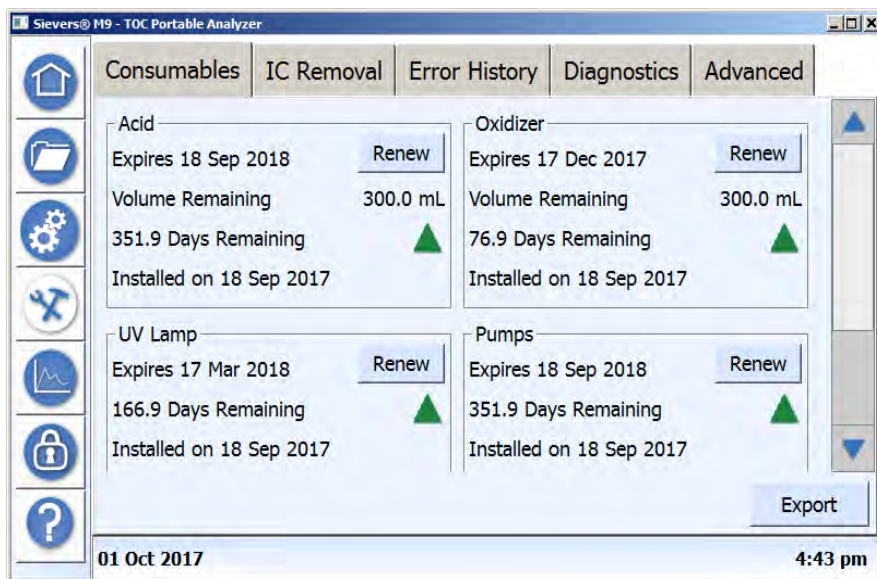 Sievers® M9 - TOC Portable Analyzer
Consumables IC Removal Error History Diagnostics Advanced
Acid
Expires 18 Sep 2018 Renew
Volume Remaining 300.0 mL
351.9 Days Remaining
Installed on 18 Sep 2017
Oxidizer
Expires 17 Dec 2017 Renew
Volume Remaining 300.0 mL
76.9 Days Remaining
Installed on 18 Sep 2017
UV Lamp
Expires 17 Mar 2018 Renew
166.9 Days Remaining
Installed on 18 Sep 2017
Pumps
Expires 18 Sep 2018 Renew
351.9 Days Remaining
Installed on 18 Sep 2017
Export
01 Oct 2017 4:43 pm